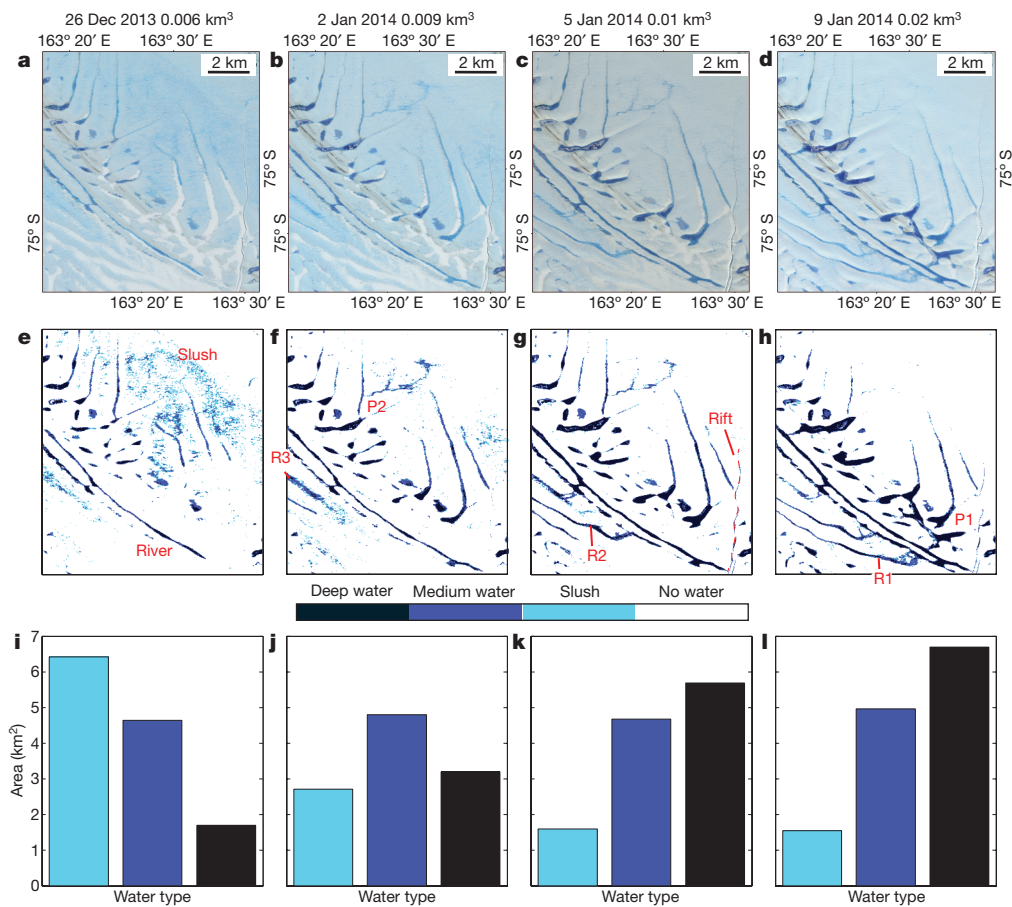 26 Dec 2013 0.006 km³ 2 Jan 2014 0.009 km³ 5 Jan 2014 0.01 km³ 9 Jan 2014 0.02 km³
163° 20′ E 163° 30′ E 163° 20′ E 163° 30′ E 163° 20′ E 163° 30′ E 163° 20′ E 163° 30′ E
a 2 km b 2 km c 2 km d 2 km
75° S 75° S 75° S 75° S
75° S 75° S 75° S 75° S
163° 20′ E 163° 30′ E 163° 20′ E 163° 30′ E 163° 20′ E 163° 30′ E 163° 20′ E 163° 30′ E
e f g h
Slush
P2
Rift
R3
P1
River
R2
R1
Deep water Medium water Slush No water
i j k l
Area (km²)
7
6
5
4
3
2
1
0
Water type Water type Water type Water type